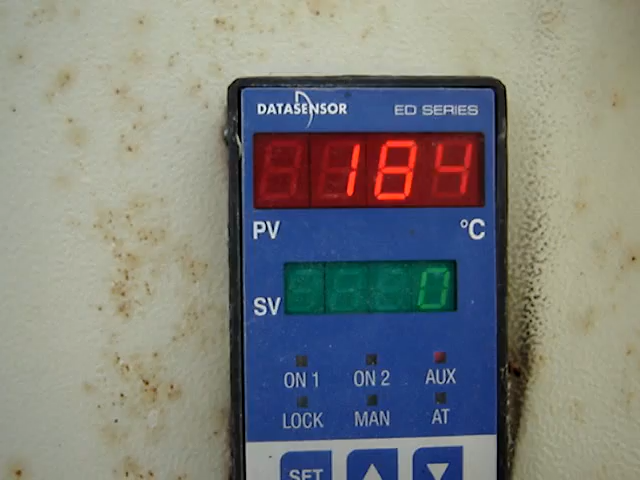 DATASENSOR ED SERIES
184
PV °C
SV 0
ON 1 ON 2 AUX
LOCK MAN AT
SET